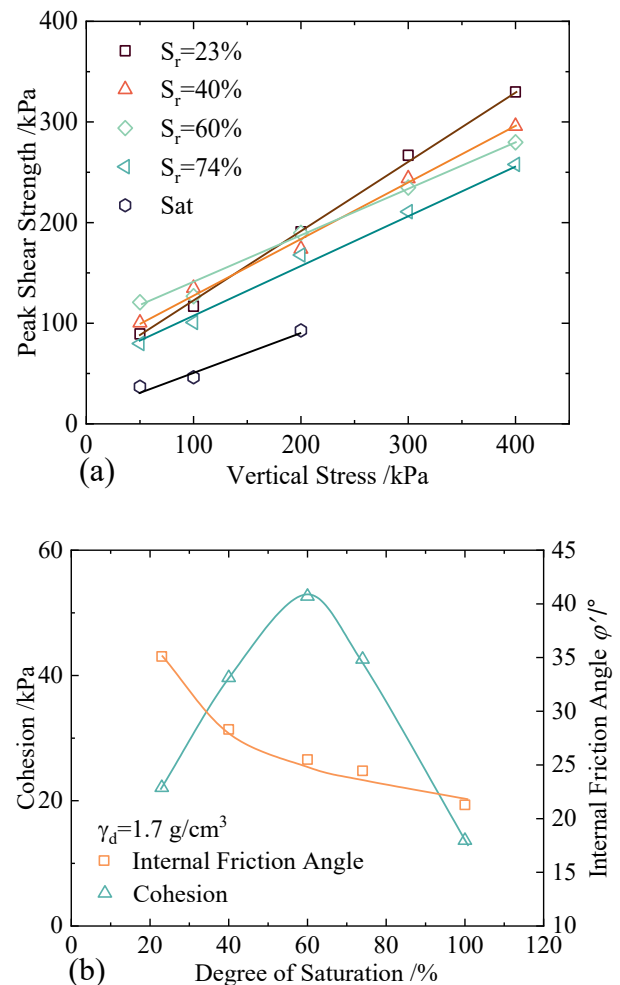 400
300
200
100
0
Peak Shear Strength /kPa
S_r=23%
S_r=40%
S_r=60%
S_r=74%
Sat
0 100 200 300 400
(a)
Vertical Stress /kPa
60
40
20
0
Cohesion /kPa
45
40
35
30
25
20
15
10
Internal Friction Angle φ′/°
γ_d=1.7 g/cm³
Internal Friction Angle
Cohesion
0 20 40 60 80 100 120
(b)
Degree of Saturation /%